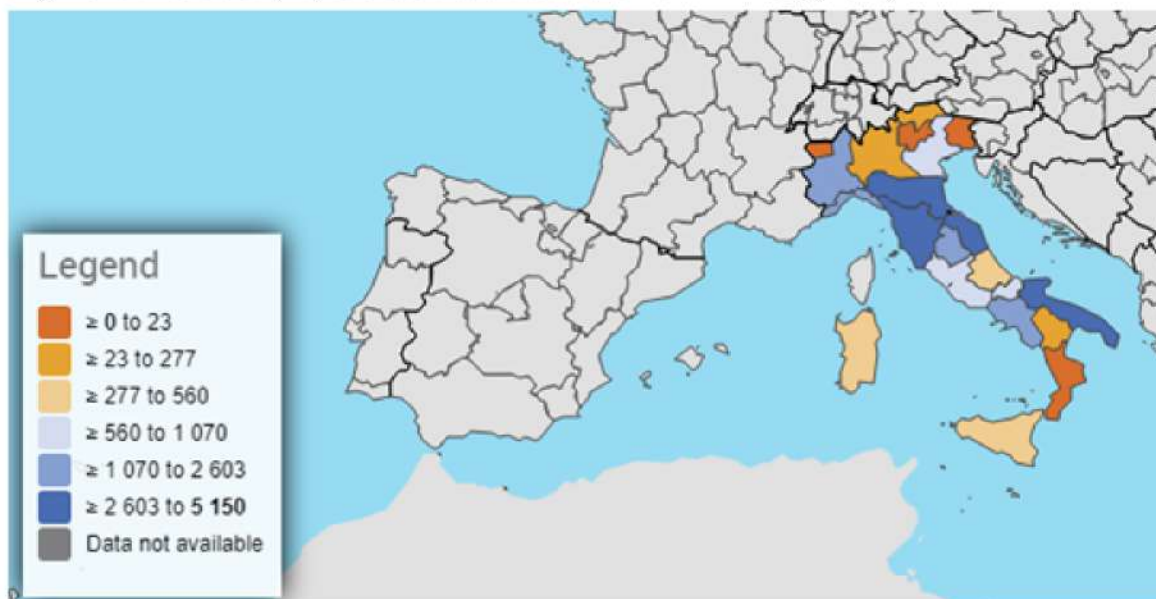 Legend
≥ 0 to 23
≥ 23 to 277
≥ 277 to 560
≥ 560 to 1 070
≥ 1 070 to 2 603
≥ 2 603 to 5 150
Data not available